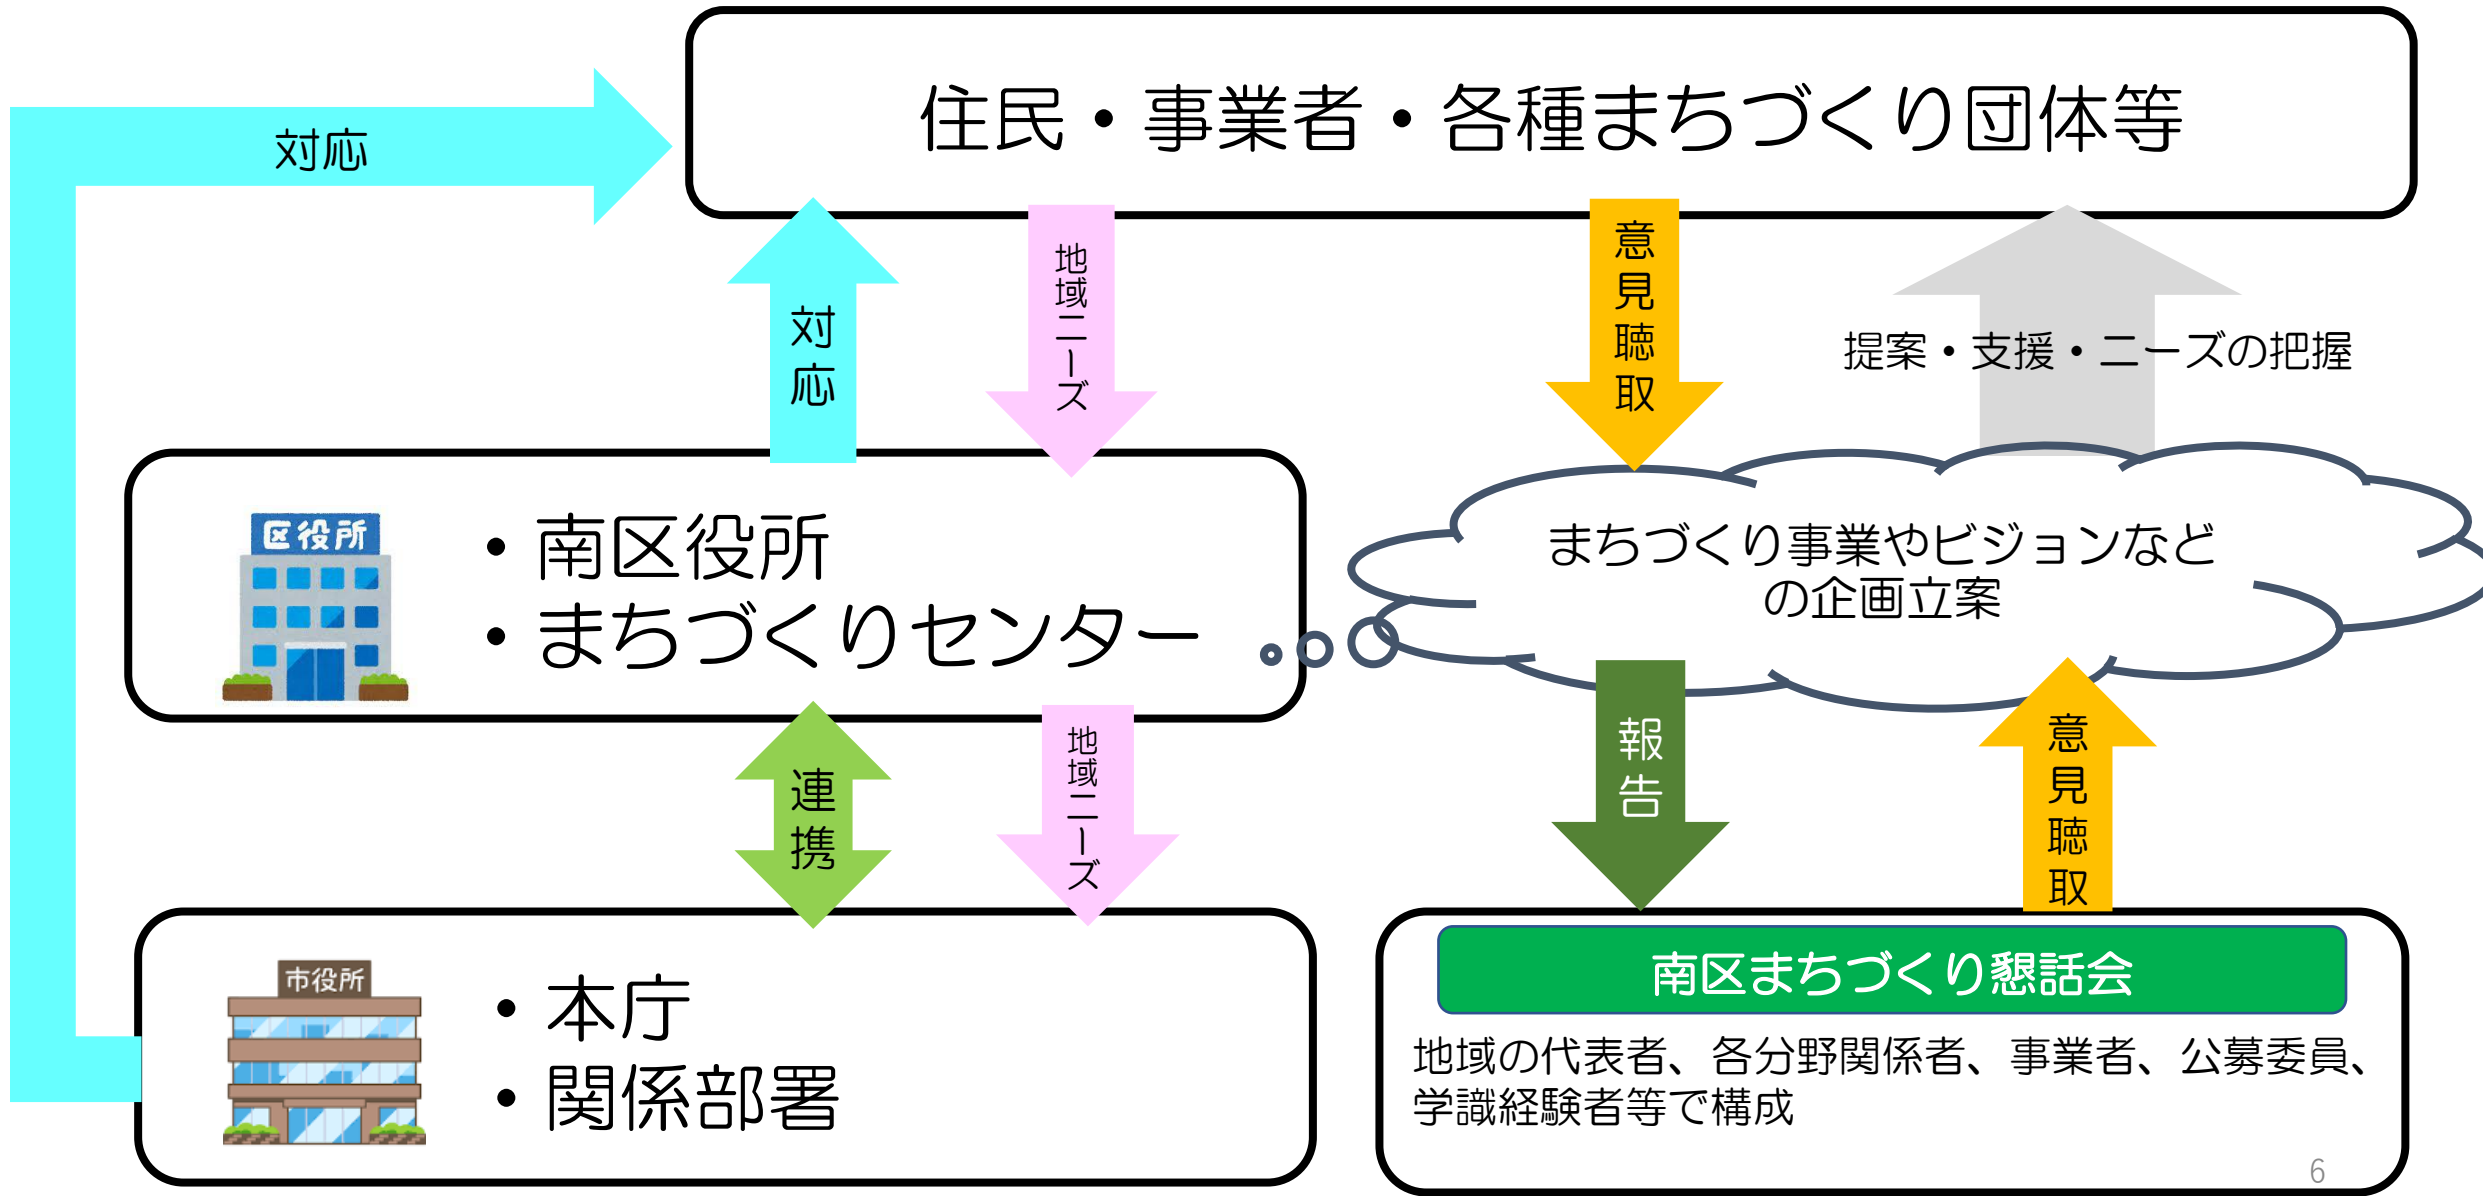 住民・事業者・各種まちづくり団体等
対応
対応
地域ニーズ
意見聴取
提案・支援・ニーズの把握
区役所
・南区役所
・まちづくりセンター
まちづくり事業やビジョンなど
の企画立案
連携
地域ニーズ
報告
意見聴取
市役所
・本庁
・関係部署
南区まちづくり懇話会
地域の代表者、各分野関係者、事業者、公募委員、
学識経験者等で構成
6